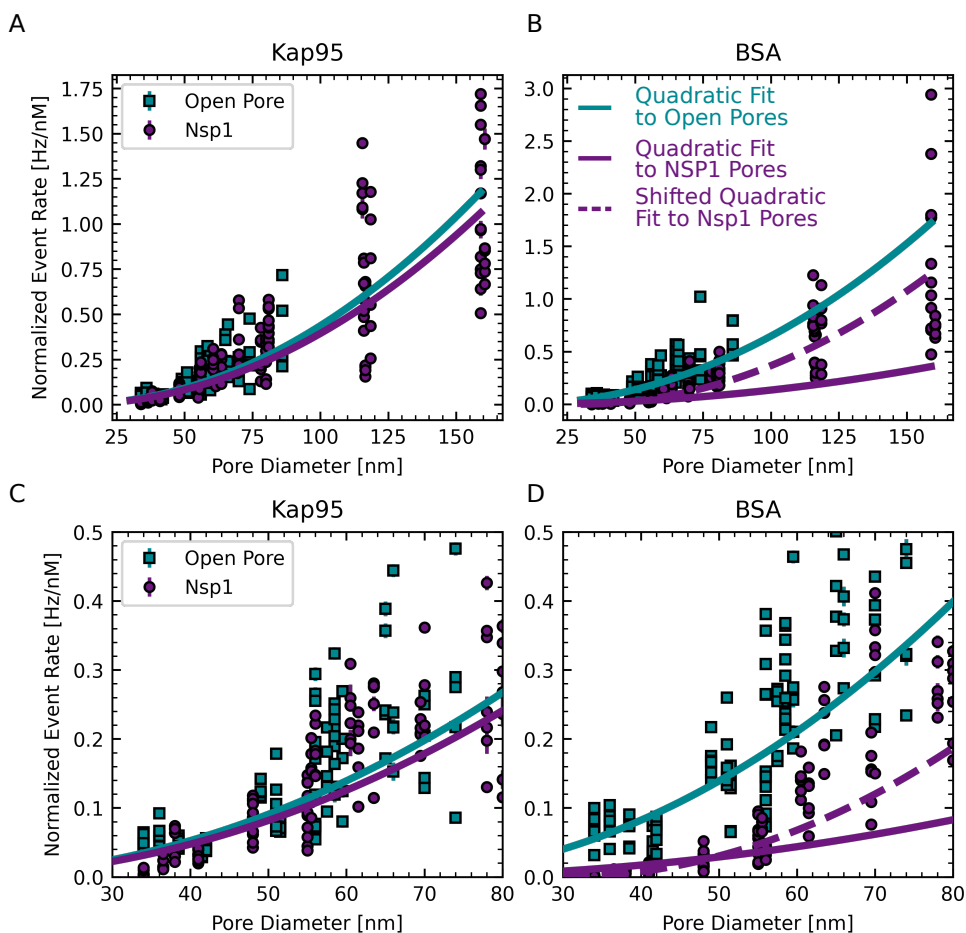 A
Kap95
Normalized Event Rate [Hz/nM]
1.75
1.50
1.25
1.00
0.75
0.50
0.25
0.00
Open Pore
Nsp1
25 50 75 100 125 150
Pore Diameter [nm]
B
BSA
3.0
2.5
2.0
1.5
1.0
0.5
0.0
Quadratic Fit
to Open Pores
Quadratic Fit
to NSP1 Pores
Shifted Quadratic
Fit to Nsp1 Pores
25 50 75 100 125 150
Pore Diameter [nm]
C
Kap95
Normalized Event Rate [Hz/nM]
0.5
0.4
0.3
0.2
0.1
0.0
Open Pore
Nsp1
30 40 50 60 70 80
Pore Diameter [nm]
D
BSA
0.5
0.4
0.3
0.2
0.1
0.0
30 40 50 60 70 80
Pore Diameter [nm]